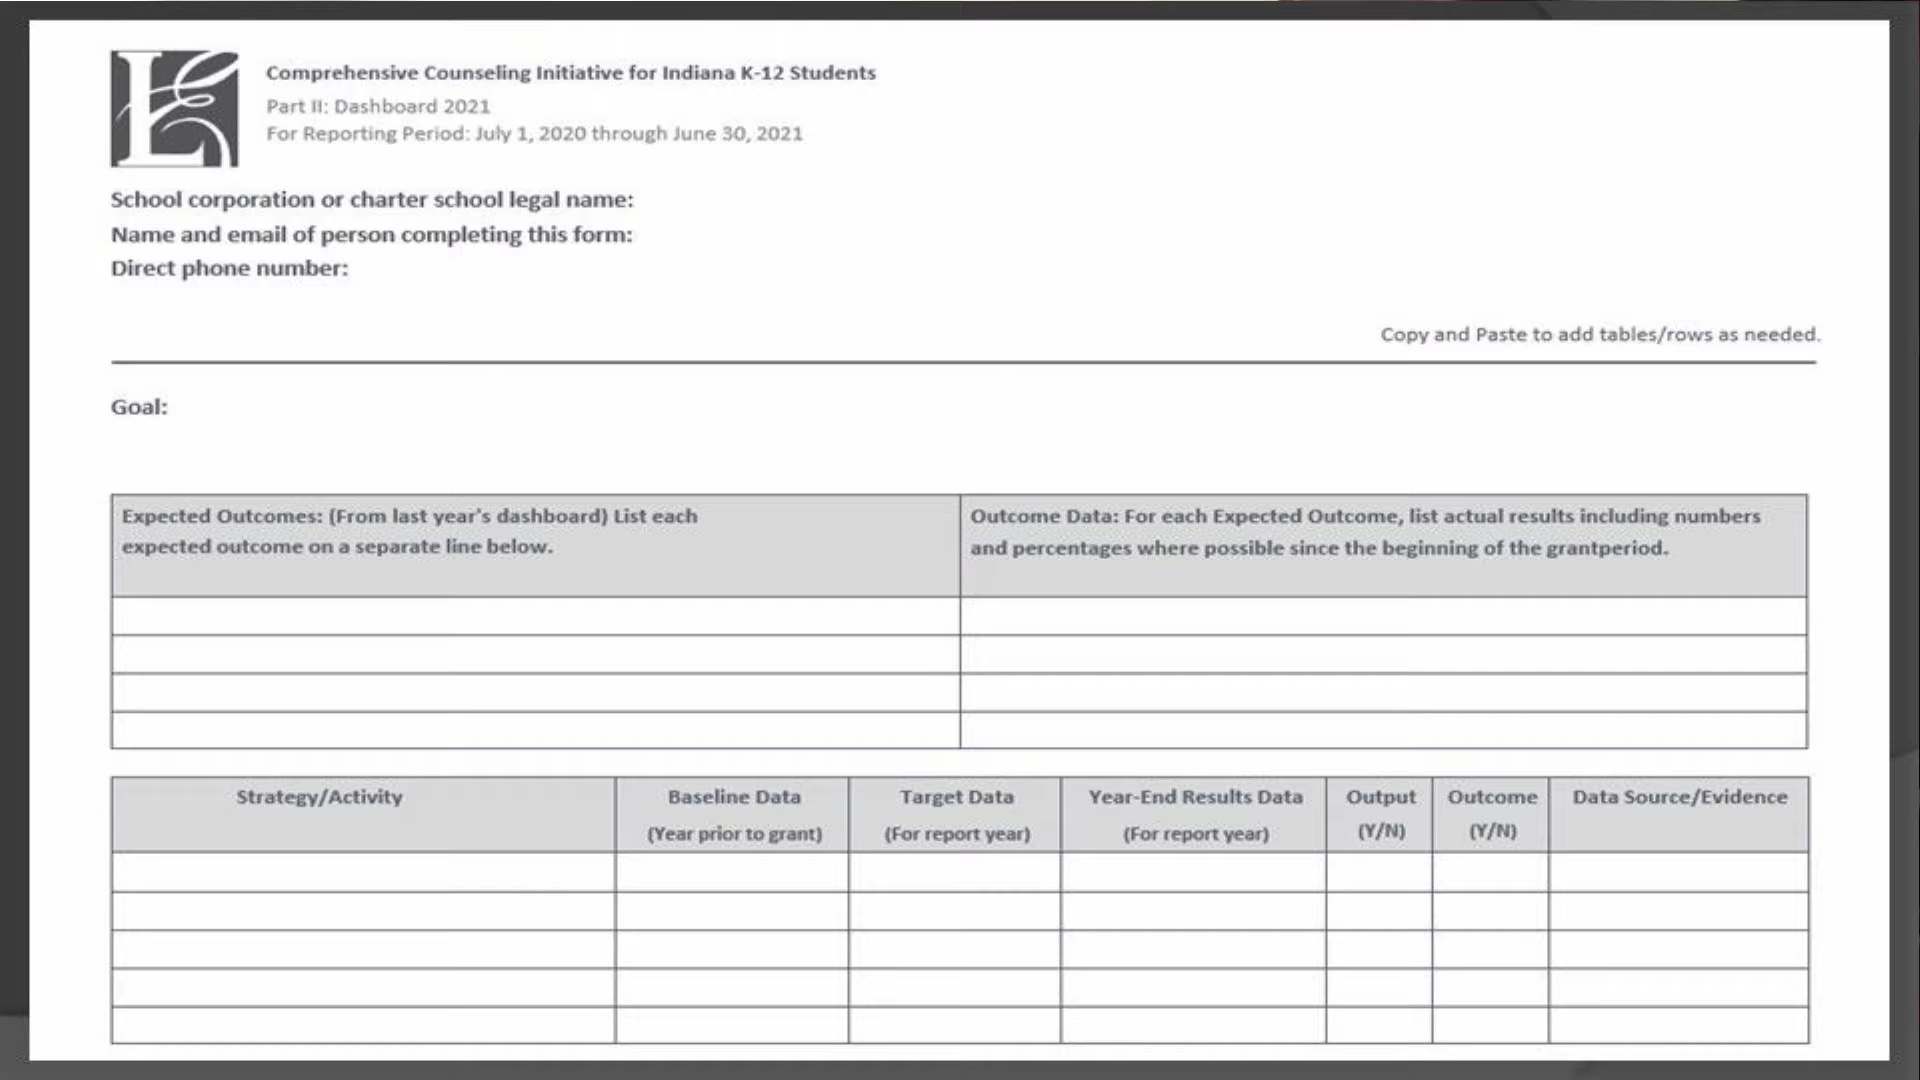 Comprehensive Counseling Initiative for Indiana K-12 Students
Part II: Dashboard 2021
For Reporting Period: July 1, 2020 through June 30, 2021
School corporation or charter school legal name:
Name and email of person completing this form:
Direct phone number:
Copy and Paste to add tables/rows as needed.
Goal:
Expected Outcomes: (From last year's dashboard) List each
expected outcome on a separate line below.
Outcome Data: For each Expected Outcome, list actual results including numbers
and percentages where possible since the beginning of the grantperiod.
Strategy/Activity
Baseline Data
(Year prior to grant)
Target Data
(For report year)
Year-End Results Data
(For report year)
Output
(Y/N)
Outcome
(Y/N)
Data Source/Evidence